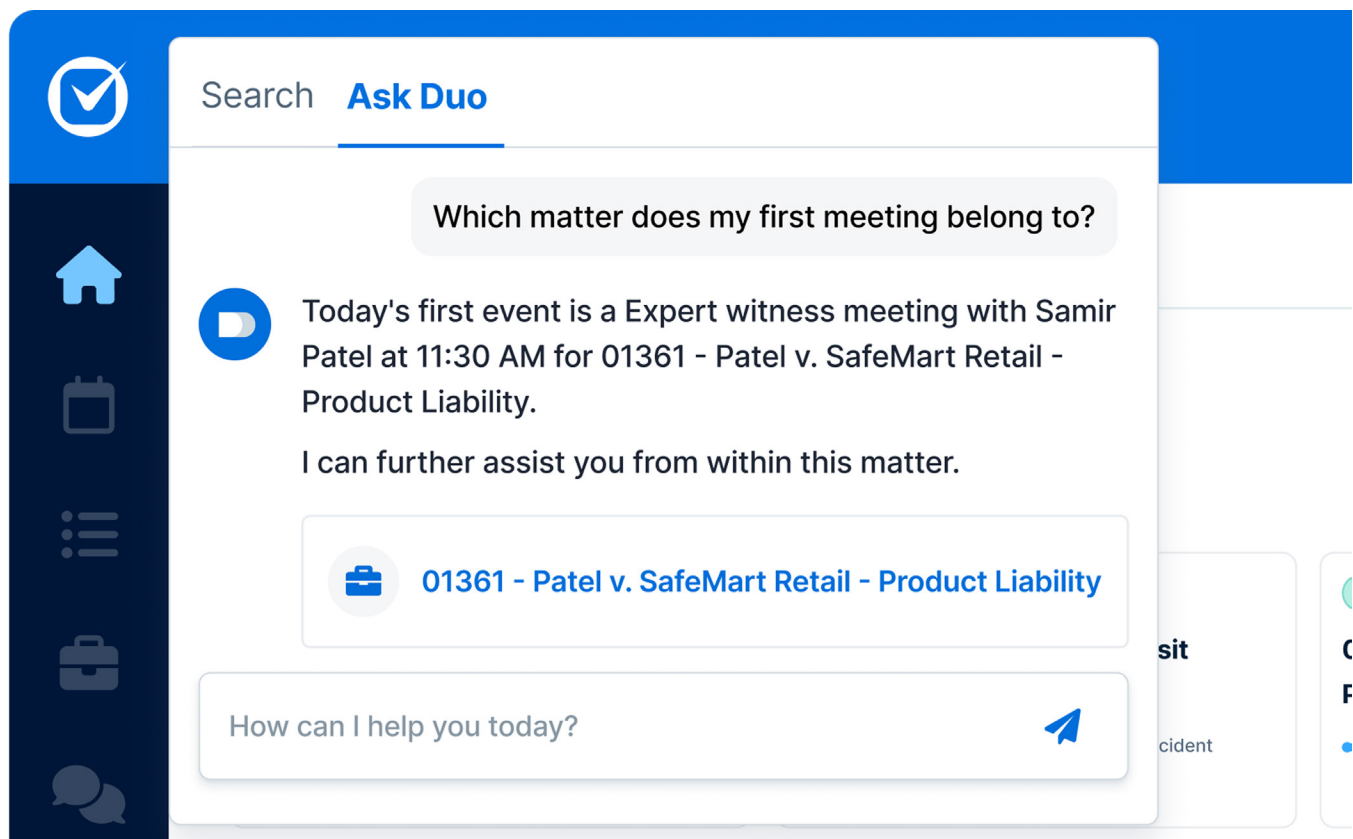 Search Ask Duo
Which matter does my first meeting belong to?
Today's first event is a Expert witness meeting with Samir
Patel at 11:30 AM for 01361 - Patel v. SafeMart Retail -
Product Liability.
I can further assist you from within this matter.
01361 - Patel v. SafeMart Retail - Product Liability
How can I help you today?